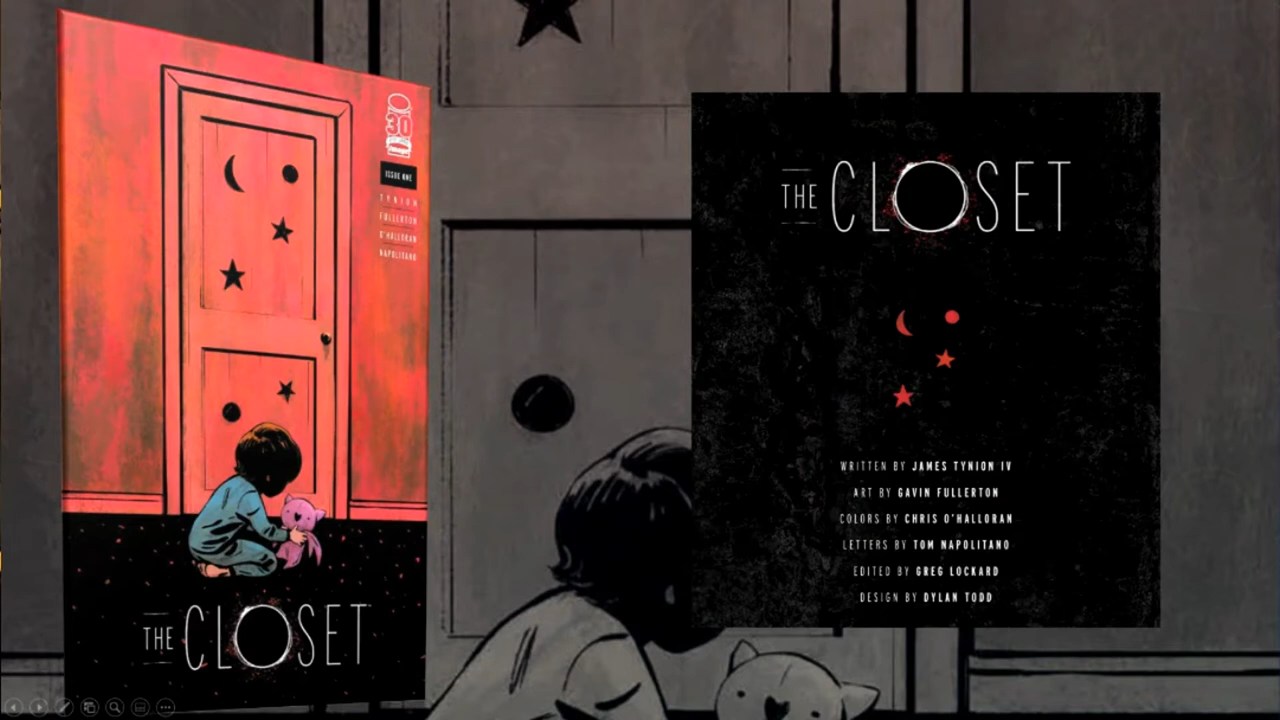 30
ISSUE ONE
TYNION
FULLERTON
O'HALLORAN
NAPOLITANO
THE CLOSET
THE CLOSET
WRITTEN BY JAMES TYNION IV
ART BY GAVIN FULLERTON
COLORS BY CHRIS O'HALLORAN
LETTERS BY TOM NAPOLITANO
EDITED BY GREG LOCKARD
DESIGN BY DYLAN TODD